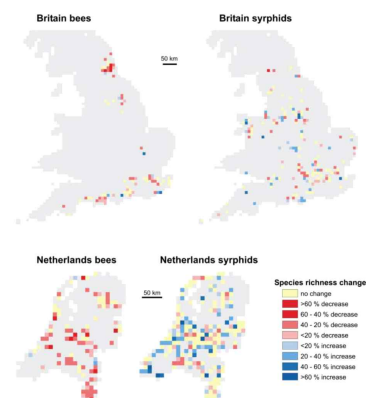 Britain bees
Britain syrphids
50 km
Netherlands bees
Netherlands syrphids
50 km
Species richness change
no change
>60 % decrease
60 - 40 % decrease
40 - 20 % decrease
<20% decrease
<20 % increase
20 - 40 % increase
40 - 60 % increase
>60 % increase